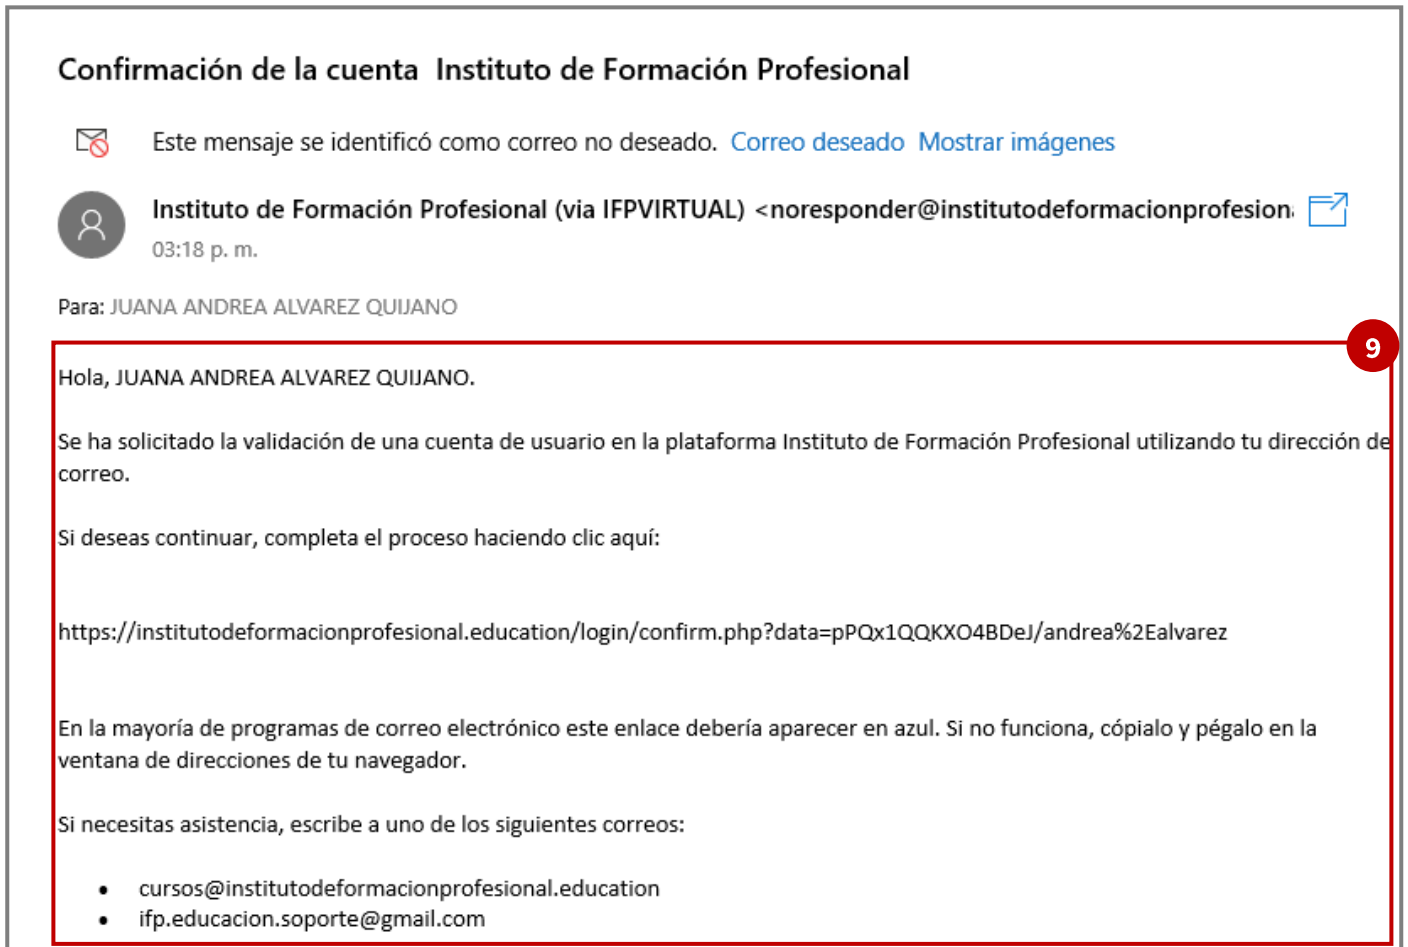 Confirmación de la cuenta  Instituto de Formación Profesional
Este mensaje se identificó como correo no deseado.  Correo deseado  Mostrar imágenes
Instituto de Formación Profesional (via IFPVIRTUAL) <noresponder@institutodeformacionprofesion
03:18 p. m.
Para: JUANA ANDREA ALVAREZ QUIJANO
9
Hola, JUANA ANDREA ALVAREZ QUIJANO.
Se ha solicitado la validación de una cuenta de usuario en la plataforma Instituto de Formación Profesional utilizando tu dirección de
correo.
Si deseas continuar, completa el proceso haciendo clic aquí:
https://institutodeformacionprofesional.education/login/confirm.php?data=pPQx1QQKXO4BDeJ/andrea%2Ealvarez
En la mayoría de programas de correo electrónico este enlace debería aparecer en azul. Si no funciona, cópialo y pégalo en la
ventana de direcciones de tu navegador.
Si necesitas asistencia, escribe a uno de los siguientes correos:
• cursos@institutodeformacionprofesional.education
• ifp.educacion.soporte@gmail.com